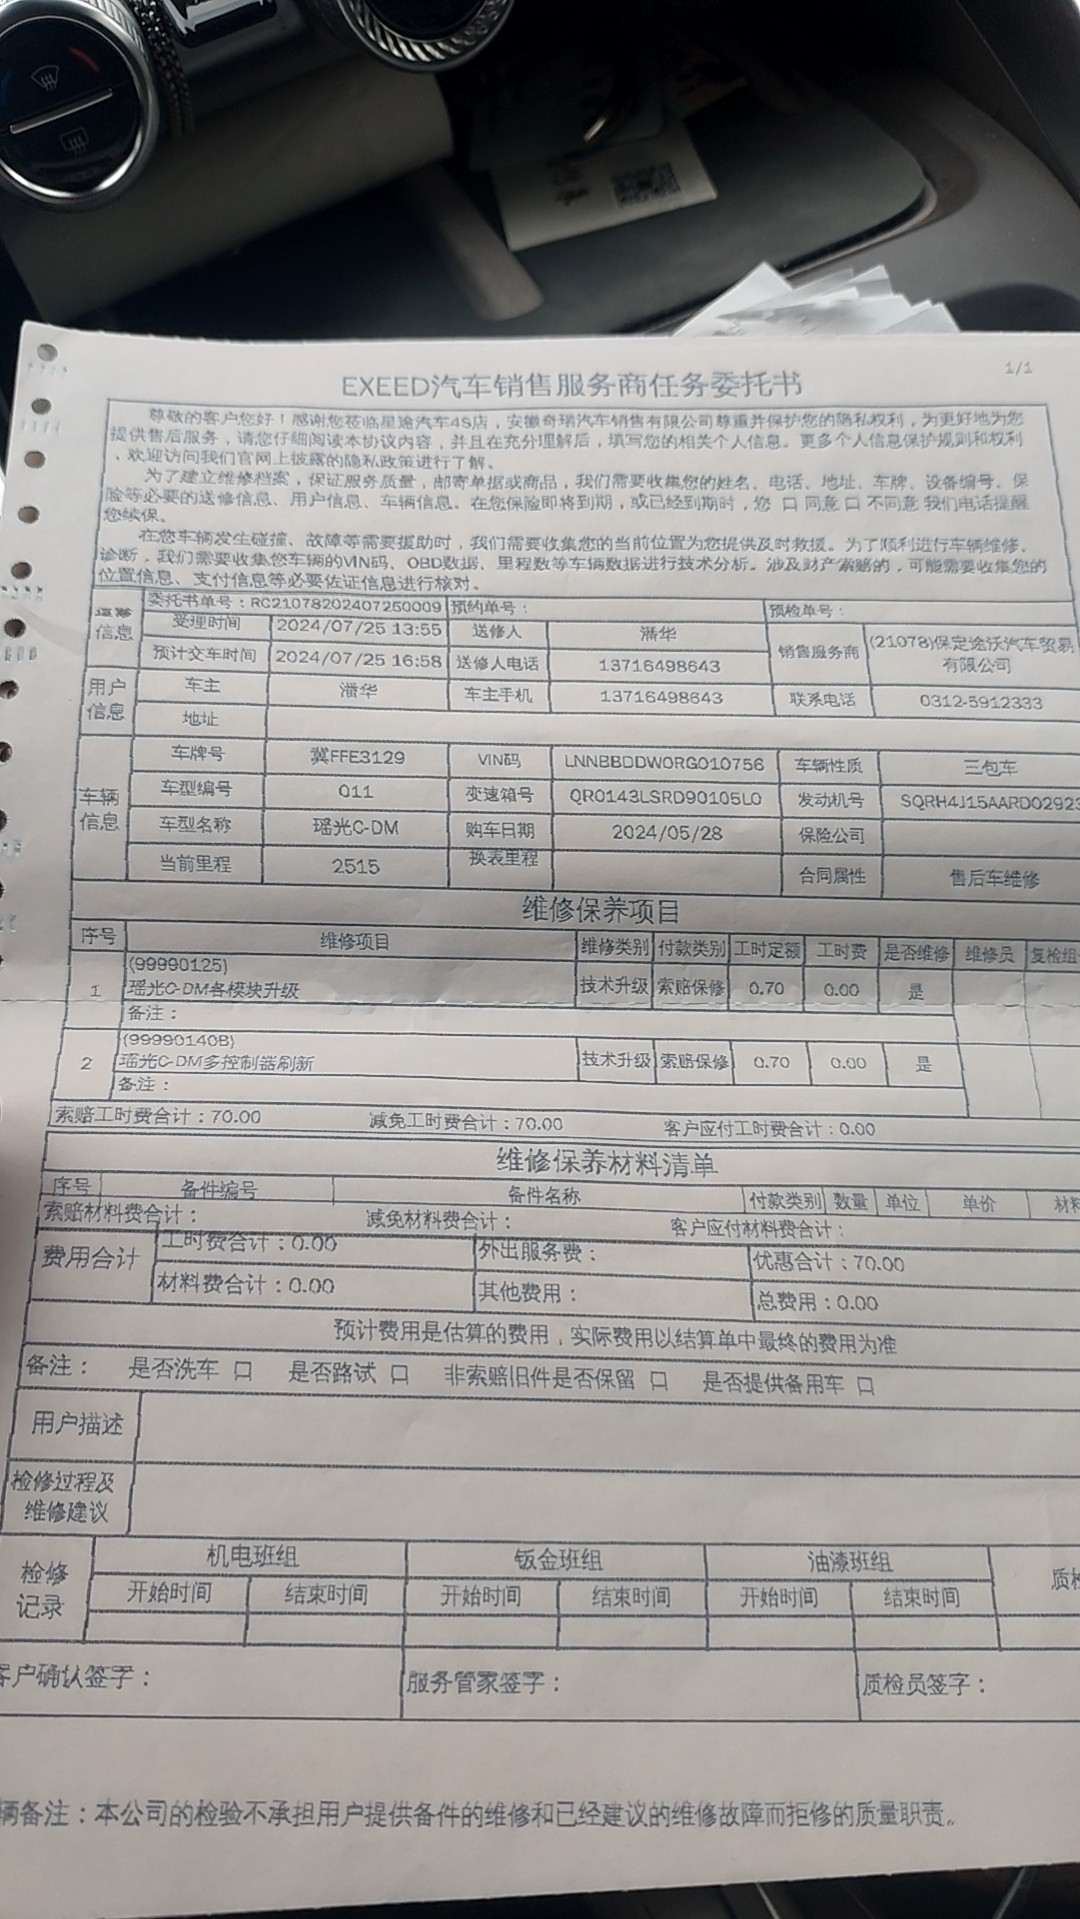 1/1
EXEED汽车销售服务商任务委托书
尊敬的客户您好！感谢您莅临星途汽车4S店，安徽奇瑞汽车销售有限公司尊重并保护您的隐私权利，为更好地为您
提供售后服务，请您仔细阅读本协议内容，并且在充分理解后，填写您的相关个人信息。更多个人信息保护规则和权利
，欢迎访问我们官网上披露的隐私政策进行了解。
为了建立维修档案，保证服务质量，邮寄单据或商品，我们需要收集您的姓名、电话、地址、车牌、设备编号、保
险等必要的送修信息、用户信息、车辆信息。在您保险即将到期，或已经到期时，您 口 同意 口 不同意 我们电话提醒
您续保。
在您车辆发生碰撞、故障等需要援助时，我们需要收集您的当前位置为您提供及时救援。为了顺利进行车辆维修、
诊断，我们需要收集您车辆的VIN码、OBD数据、里程数等车辆数据进行技术分析。涉及财产索赔的，可能需要收集您的
位置信息、支付信息等必要佐证信息进行核对。
信息 委托书单号：RC21078202407250009 预约单号： 预检单号：
受理时间 2024/07/25 13:55 送修人 潘华 销售服务商 (21078)保定途沃汽车贸易
有限公司
预计交车时间 2024/07/25 16:58 送修人电话 13716498643
用户
信息 车主 潘华 车主手机 13716498643 联系电话 0312-5912333
地址
车辆
信息 车牌号 冀FFE3129 VIN码 LNNBBDDW0RG010756 车辆性质 三包车
车型编号 011 变速箱号 QR0143LSRD90105L0 发动机号 SQRH4J15AARD02923
车型名称 瑶光C-DM 购车日期 2024/05/28 保险公司
当前里程 2515 换表里程 合同属性 售后车维修
维修保养项目
序号 维修项目 维修类别 付款类别 工时定额 工时费 是否维修 维修员 复检组
1 (99990125)
瑶光C-DM各模块升级 技术升级 索赔保修 0.70 0.00 是
备注：
2 (99990140B)
瑶光C-DM多控制器刷新 技术升级 索赔保修 0.70 0.00 是
备注：
索赔工时费合计：70.00 减免工时费合计：70.00 客户应付工时费合计：0.00
维修保养材料清单
序号 备件编号 备件名称 付款类别 数量 单位 单价 材料
索赔材料费合计： 减免材料费合计： 客户应付材料费合计：
费用合计 工时费合计：0.00 外出服务费： 优惠合计：70.00
材料费合计：0.00 其他费用： 总费用：0.00
预计费用是估算的费用，实际费用以结算单中最终的费用为准
备注： 是否洗车 口 是否路试 口 非索赔旧件是否保留 口 是否提供备用车 口
用户描述
检修过程及
维修建议
检修
记录 机电班组 钣金班组 油漆班组 质检
开始时间 结束时间 开始时间 结束时间 开始时间 结束时间
客户确认签字： 服务管家签字： 质检员签字：
辆备注：本公司的检验不承担用户提供备件的维修和已经建议的维修故障而拒修的质量职责。